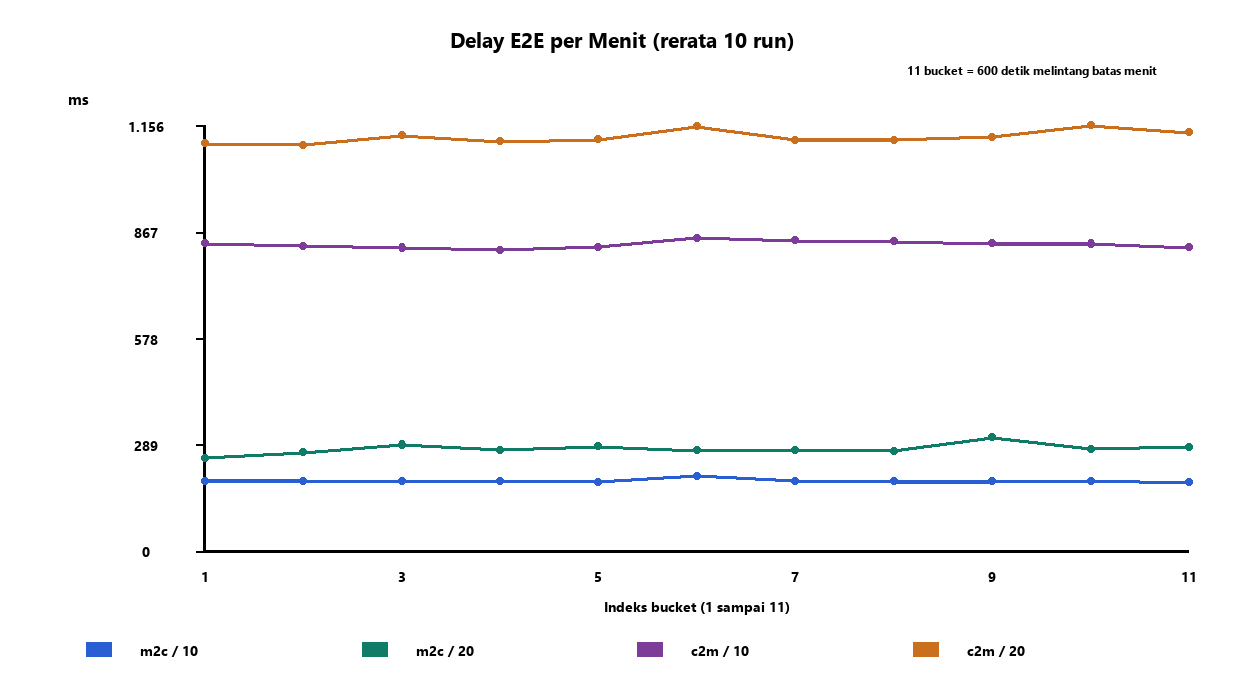 Delay E2E per Menit (rerata 10 run)
11 bucket = 600 detik melintang batas menit
ms
1.156
867
578
289
0
1 3 5 7 9 11
Indeks bucket (1 sampai 11)
m2c / 10 m2c / 20 c2m / 10 c2m / 20